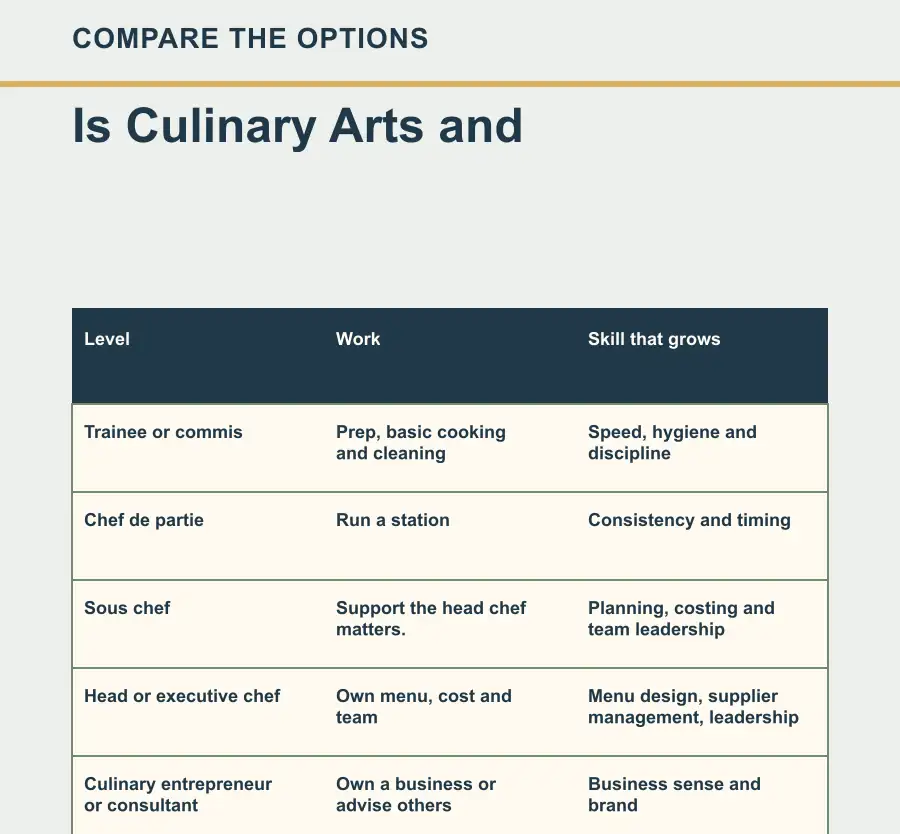 COMPARE THE OPTIONS
Is Culinary Arts and
Level Work Skill that grows
Trainee or commis Prep, basic cooking Speed, hygiene and
and cleaning discipline
Chef de partie Run a station Consistency and timing
Sous chef Support the head chef Planning, costing and
matters. team leadership
Head or executive chef Own menu, cost and Menu design, supplier
team management, leadership
Culinary entrepreneur Own a business or Business sense and
or consultant advise others brand